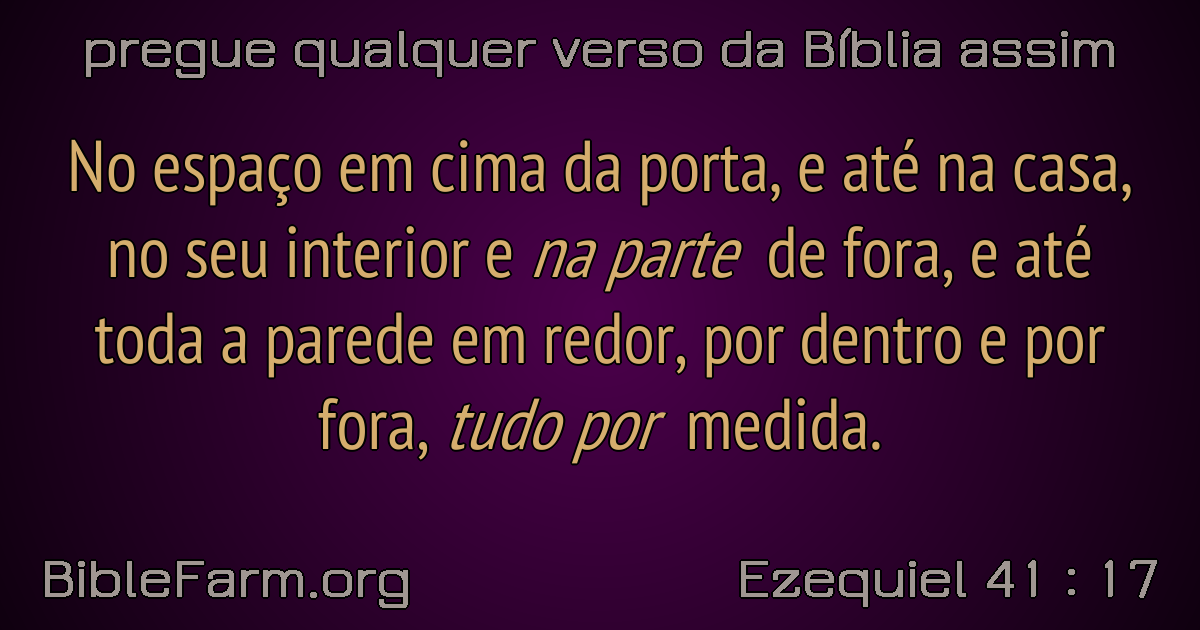 pregue qualquer verso da Bíblia assim
No espaço em cima da porta, e até na casa,
no seu interior e na parte de fora, e até
toda a parede em redor, por dentro e por
fora, tudo por medida.
BibleFarm.org
Ezequiel 41 : 17